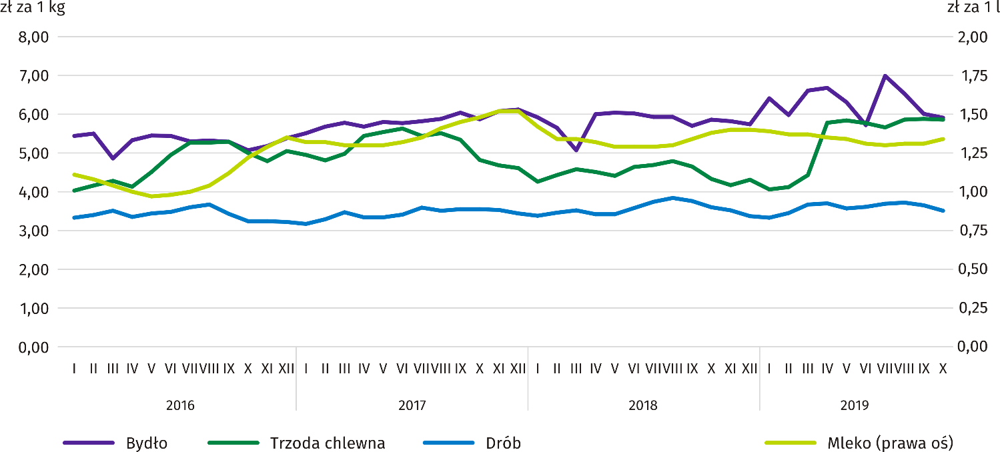 zł za 1 kg zł za 1 l
8,00 2,00
7,00 1,75
6,00 1,50
5,00 1,25
4,00 1,00
3,00 0,75
2,00 0,50
1,00 0,25
0,00 0,00
I II III IV V VI VII VIII IX X XI XII I II III IV V VI VII VIII IX X XI XII I II III IV V VI VII VIII IX X XI XII I II III IV V VI VII VIII IX X
2016 2017 2018 2019
Bydło Trzoda chlewna Drób Mleko (prawa oś)